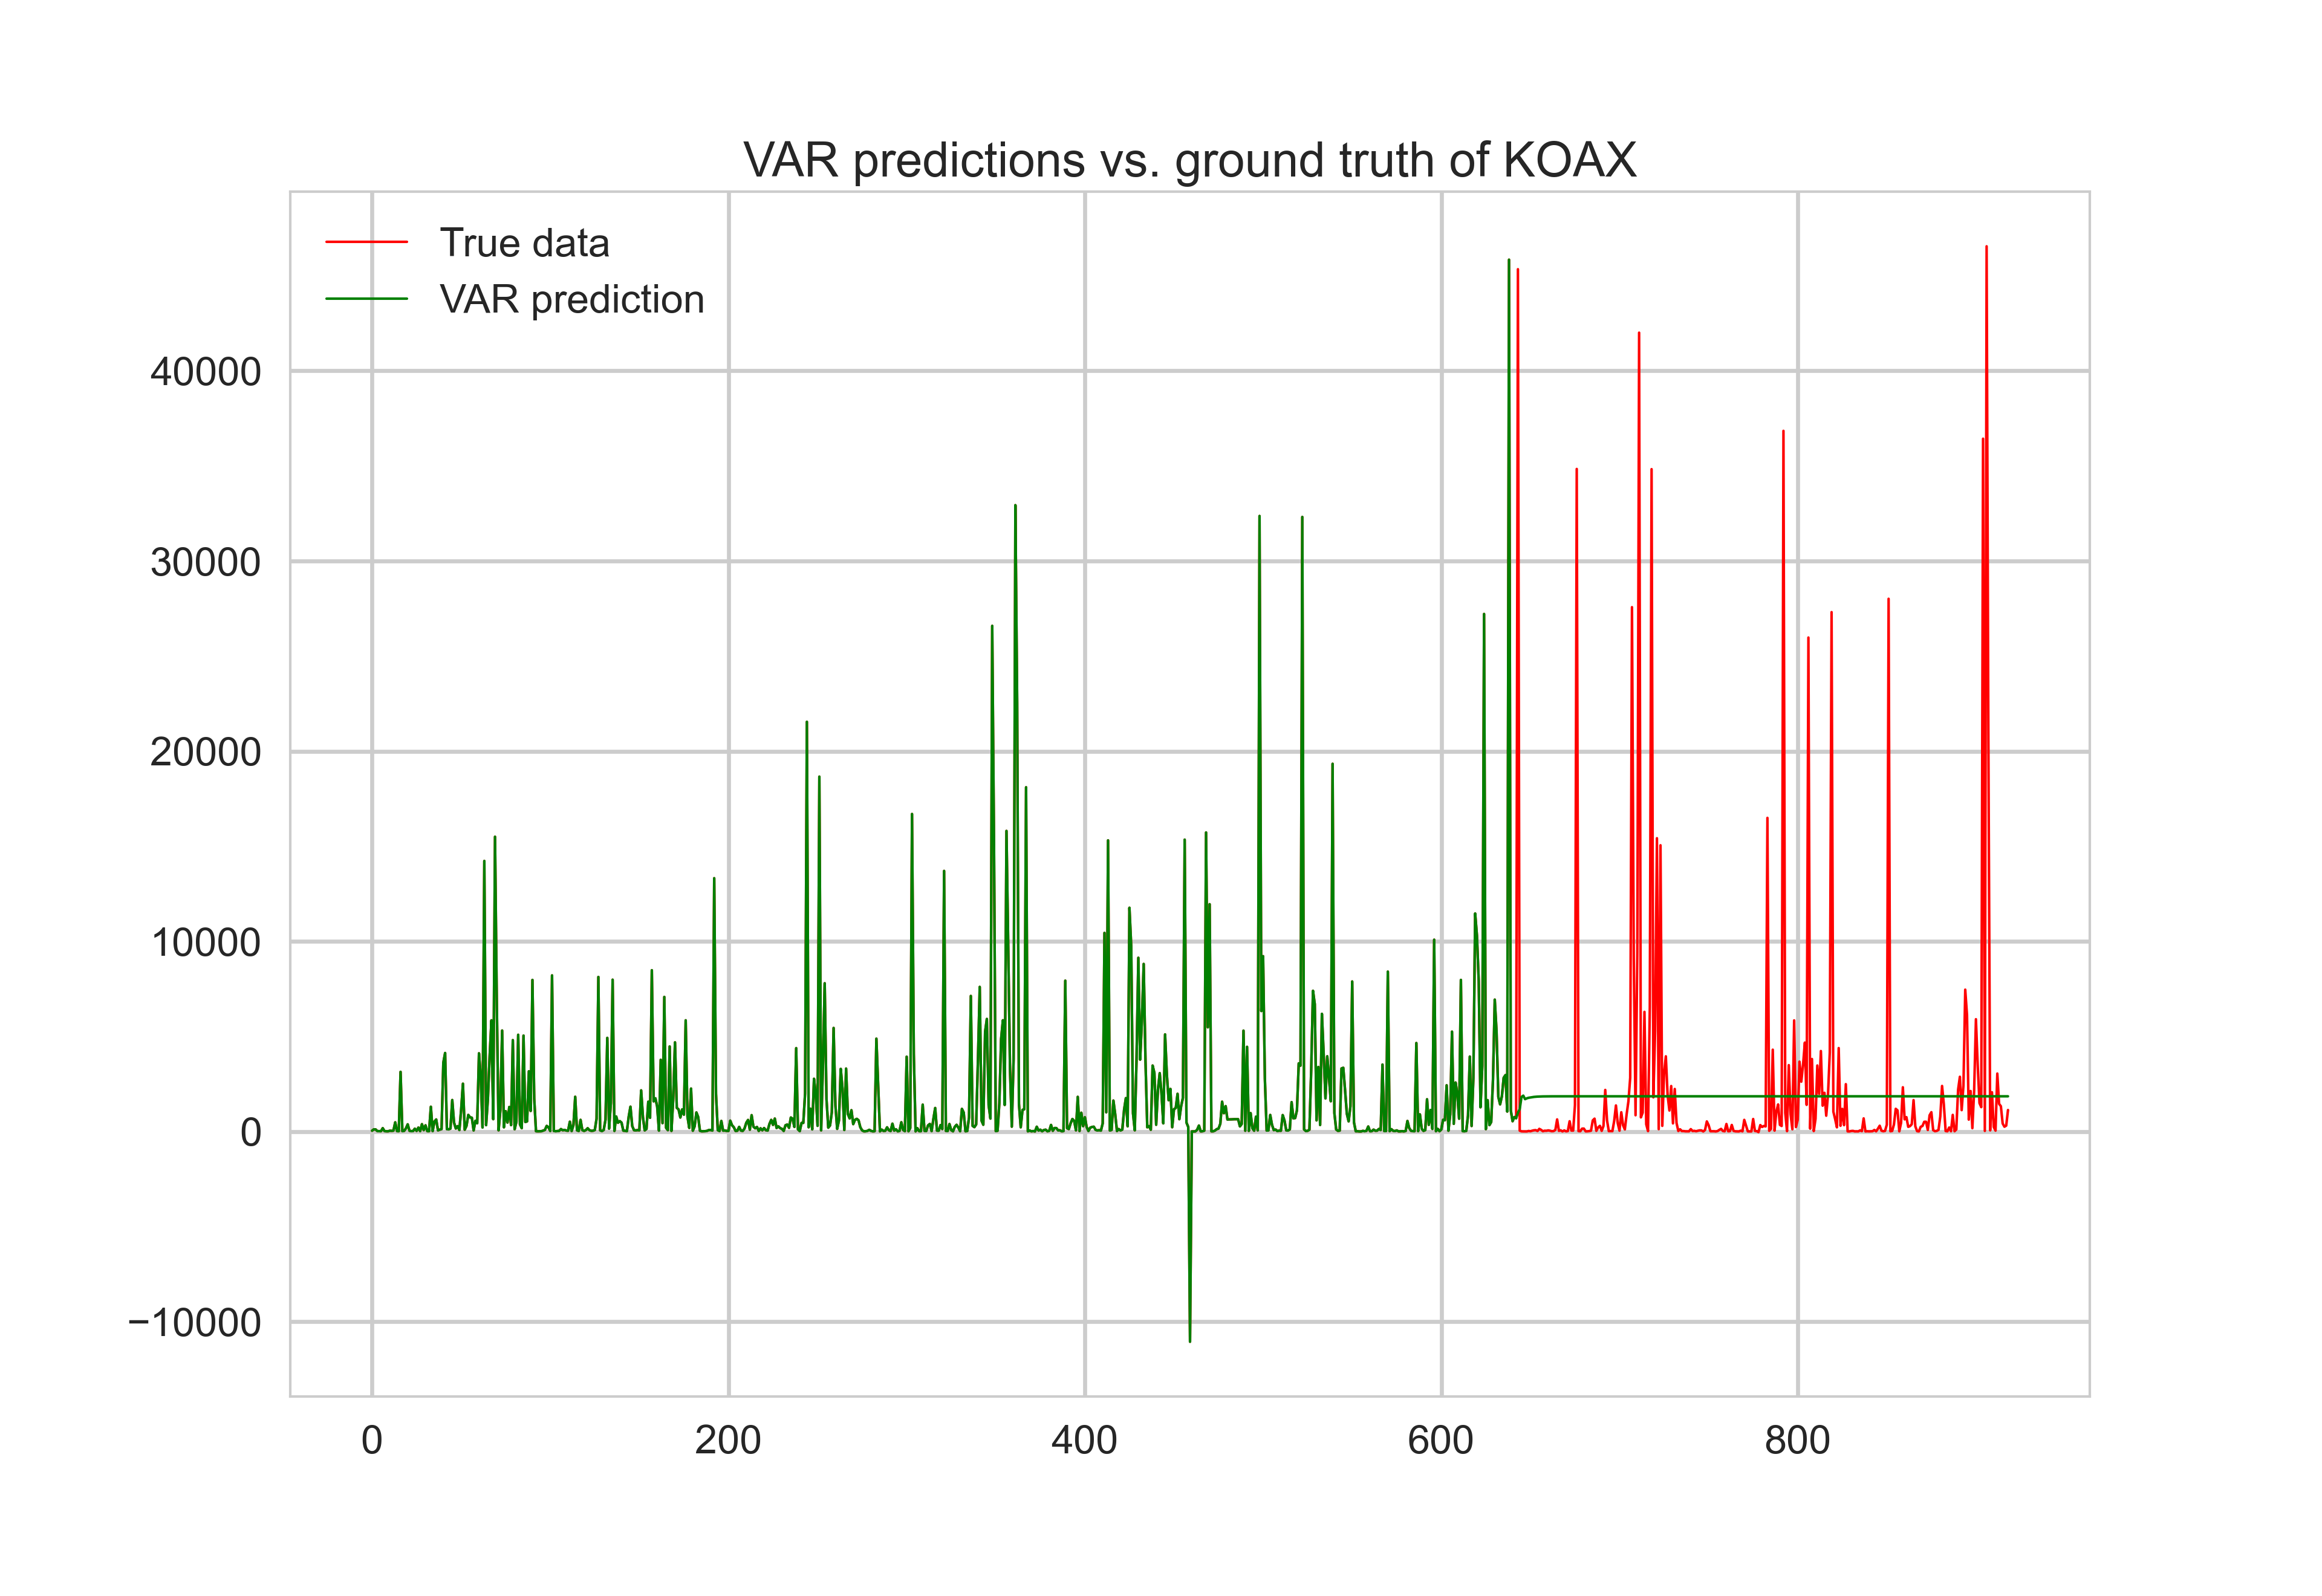 VAR predictions vs. ground truth of KOAX
True data
VAR prediction
40000
30000
20000
10000
0
−10000
0 200 400 600 800